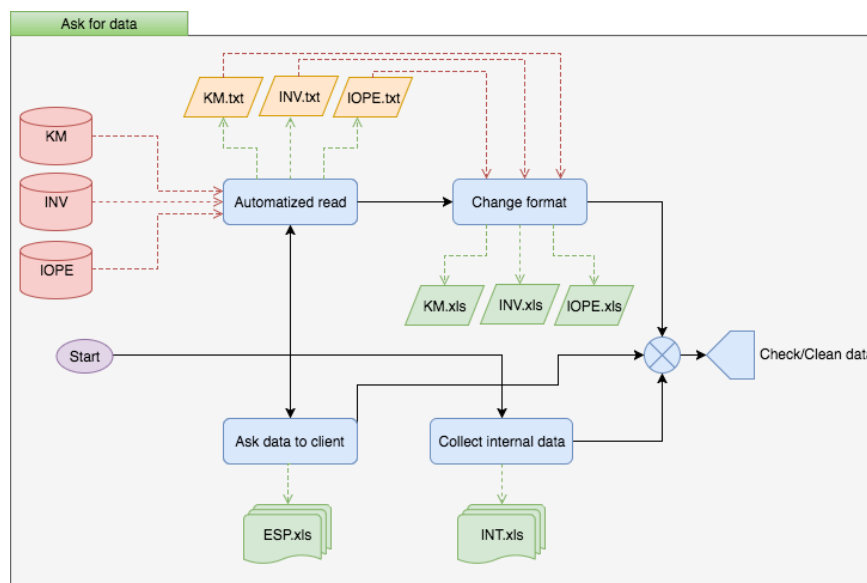 Ask for data
KM.txt
INV.txt
IOPE.txt
KM
INV
IOPE
Automatized read
Change format
KM.xls
INV.xls
IOPE.xls
Start
Check/Clean data
Ask data to client
Collect internal data
ESP.xls
INT.xls